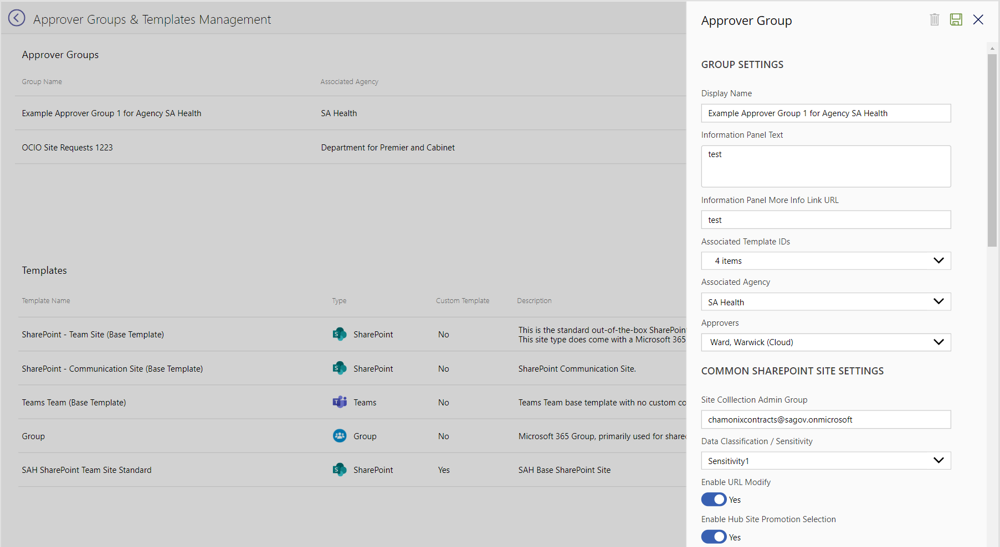 Approver Groups & Templates Management
Approver Groups
Group Name Associated Agency
Example Approver Group 1 for Agency SA Health SA Health
OCIO Site Requests 1223 Department for Premier and Cabinet
Templates
Template Name Type Custom Template Description
SharePoint - Team Site (Base Template) SharePoint No This is the standard out-of-the-box SharePoint
This site type does come with a Microsoft 365
SharePoint - Communication Site (Base Template) SharePoint No SharePoint Communication Site.
Teams Team (Base Template) Teams No Teams Team base template with no custom co
Group Group No Microsoft 365 Group, primarily used for share
SAH SharePoint Team Site Standard SharePoint Yes SAH Base SharePoint Site
Approver Group
GROUP SETTINGS
Display Name
Example Approver Group 1 for Agency SA Health
Information Panel Text
test
Information Panel More Info Link URL
test
Associated Template IDs
4 items
Associated Agency
SA Health
Approvers
Ward, Warwick (Cloud)
COMMON SHAREPOINT SITE SETTINGS
Site Colllection Admin Group
chamonixcontracts@sagov.onmicrosoft
Data Classification / Sensitivity
Sensitivity1
Enable URL Modify
Yes
Enable Hub Site Promotion Selection
Yes